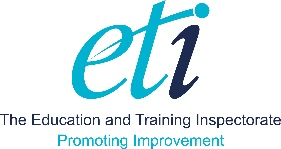 eti
The Education and Training Inspectorate
Promoting Improvement